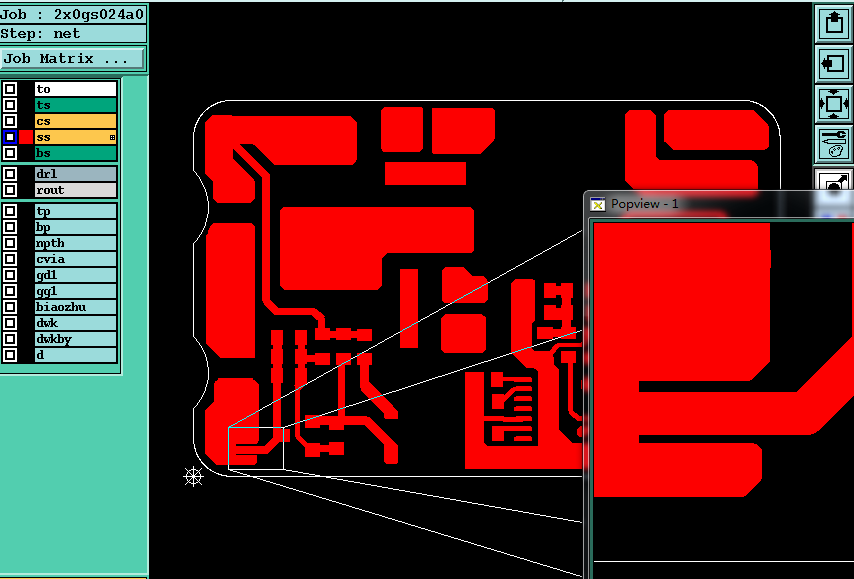 Job : 2x0gs024a0
Step: net
Job Matrix ...
to
ts
cs
ss
bs
drl
rout
tp
bp
npth
cvia
gd1
gg1
biaozhu
dwk
dwkby
d
Popview - 1